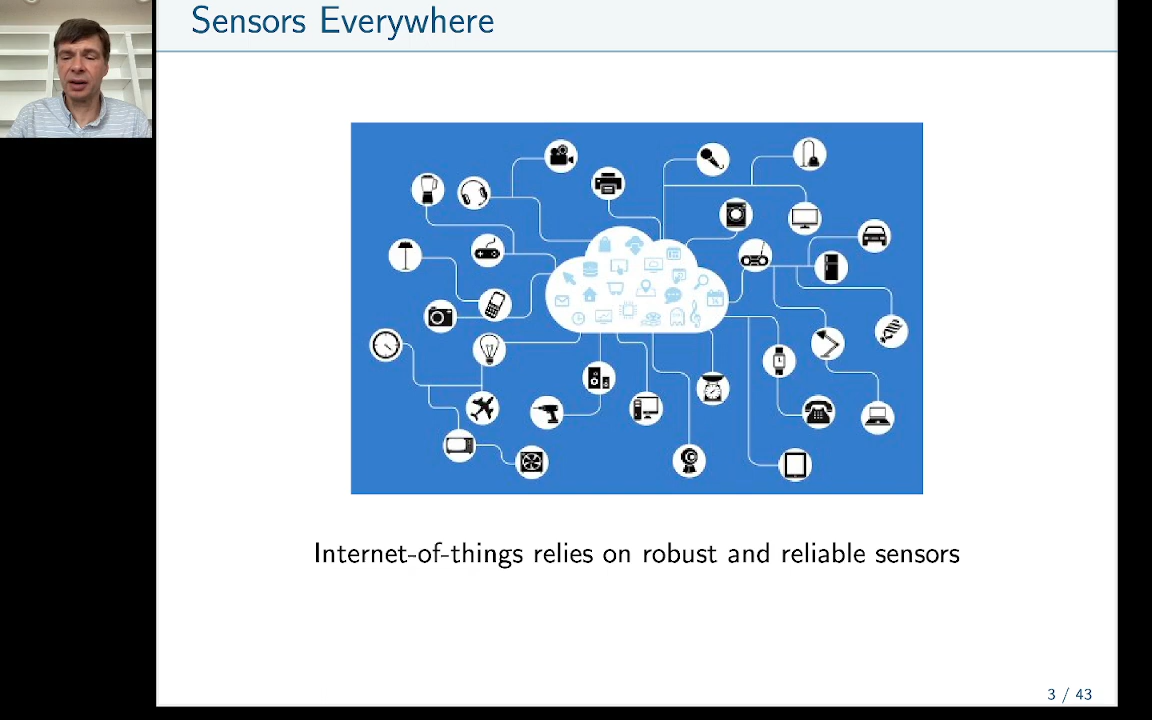 Sensors Everywhere
Internet-of-things relies on robust and reliable sensors
3 / 43